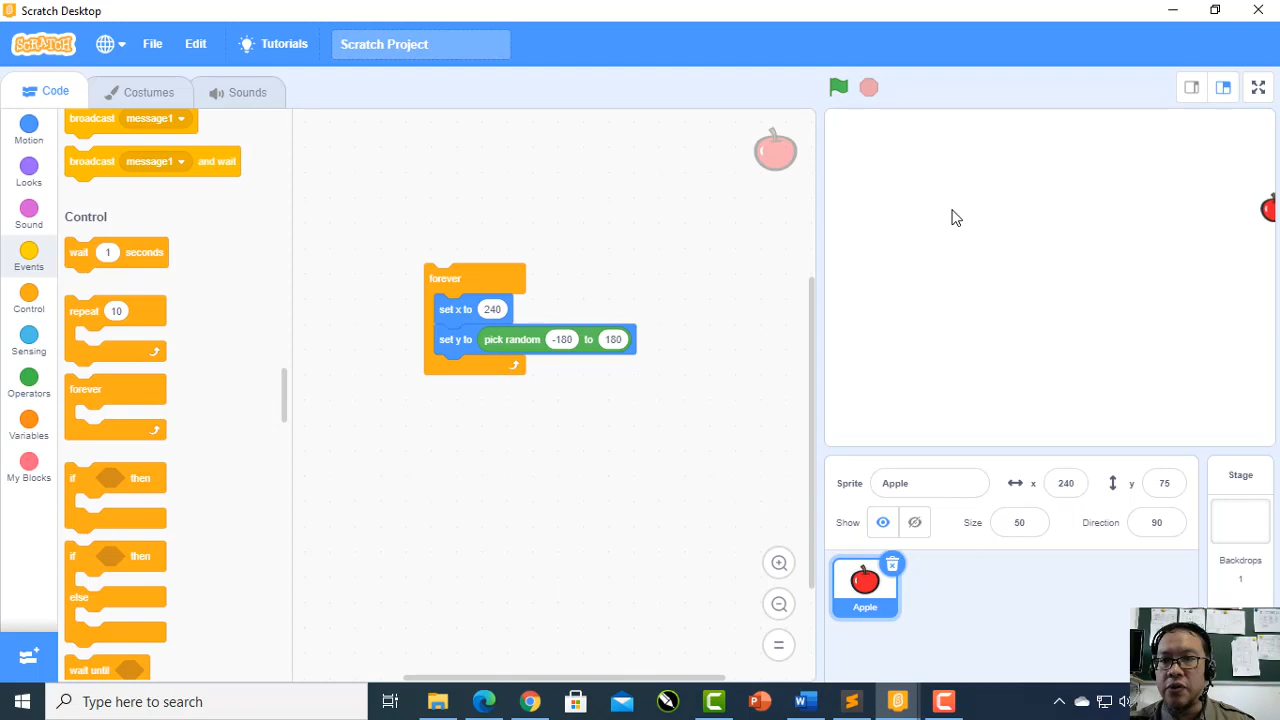 Scratch Desktop
SCRATCH File Edit Tutorials Scratch Project
Code Costumes Sounds
Motion
Looks
Sound
Events
Control
Sensing
Operators
Variables
My Blocks
broadcast message1
broadcast message1 and wait
Control
wait 1 seconds
repeat 10
forever
if then
if then
else
wait until
forever
set x to 240
set y to pick random -180 to 180
Sprite Apple x 240 y 75
Show Size 50 Direction 90
Apple
Stage
Backdrops
1
Type here to search